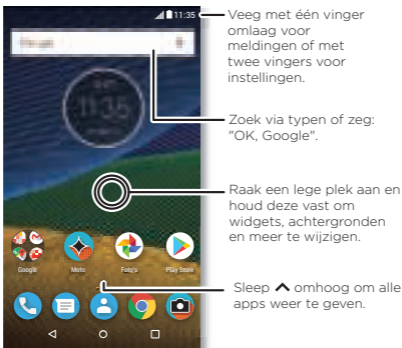 11:35
Veeg met één vinger
omlaag voor
meldingen of met
twee vingers voor
instellingen.
Zoek via typen of zeg:
"OK, Google".
11:35
Raak een lege plek aan en
houd deze vast om
widgets, achtergronden
en meer te wijzigen.
Google
Moto
Foto's
Play Store
Sleep omhoog om alle
apps weer te geven.